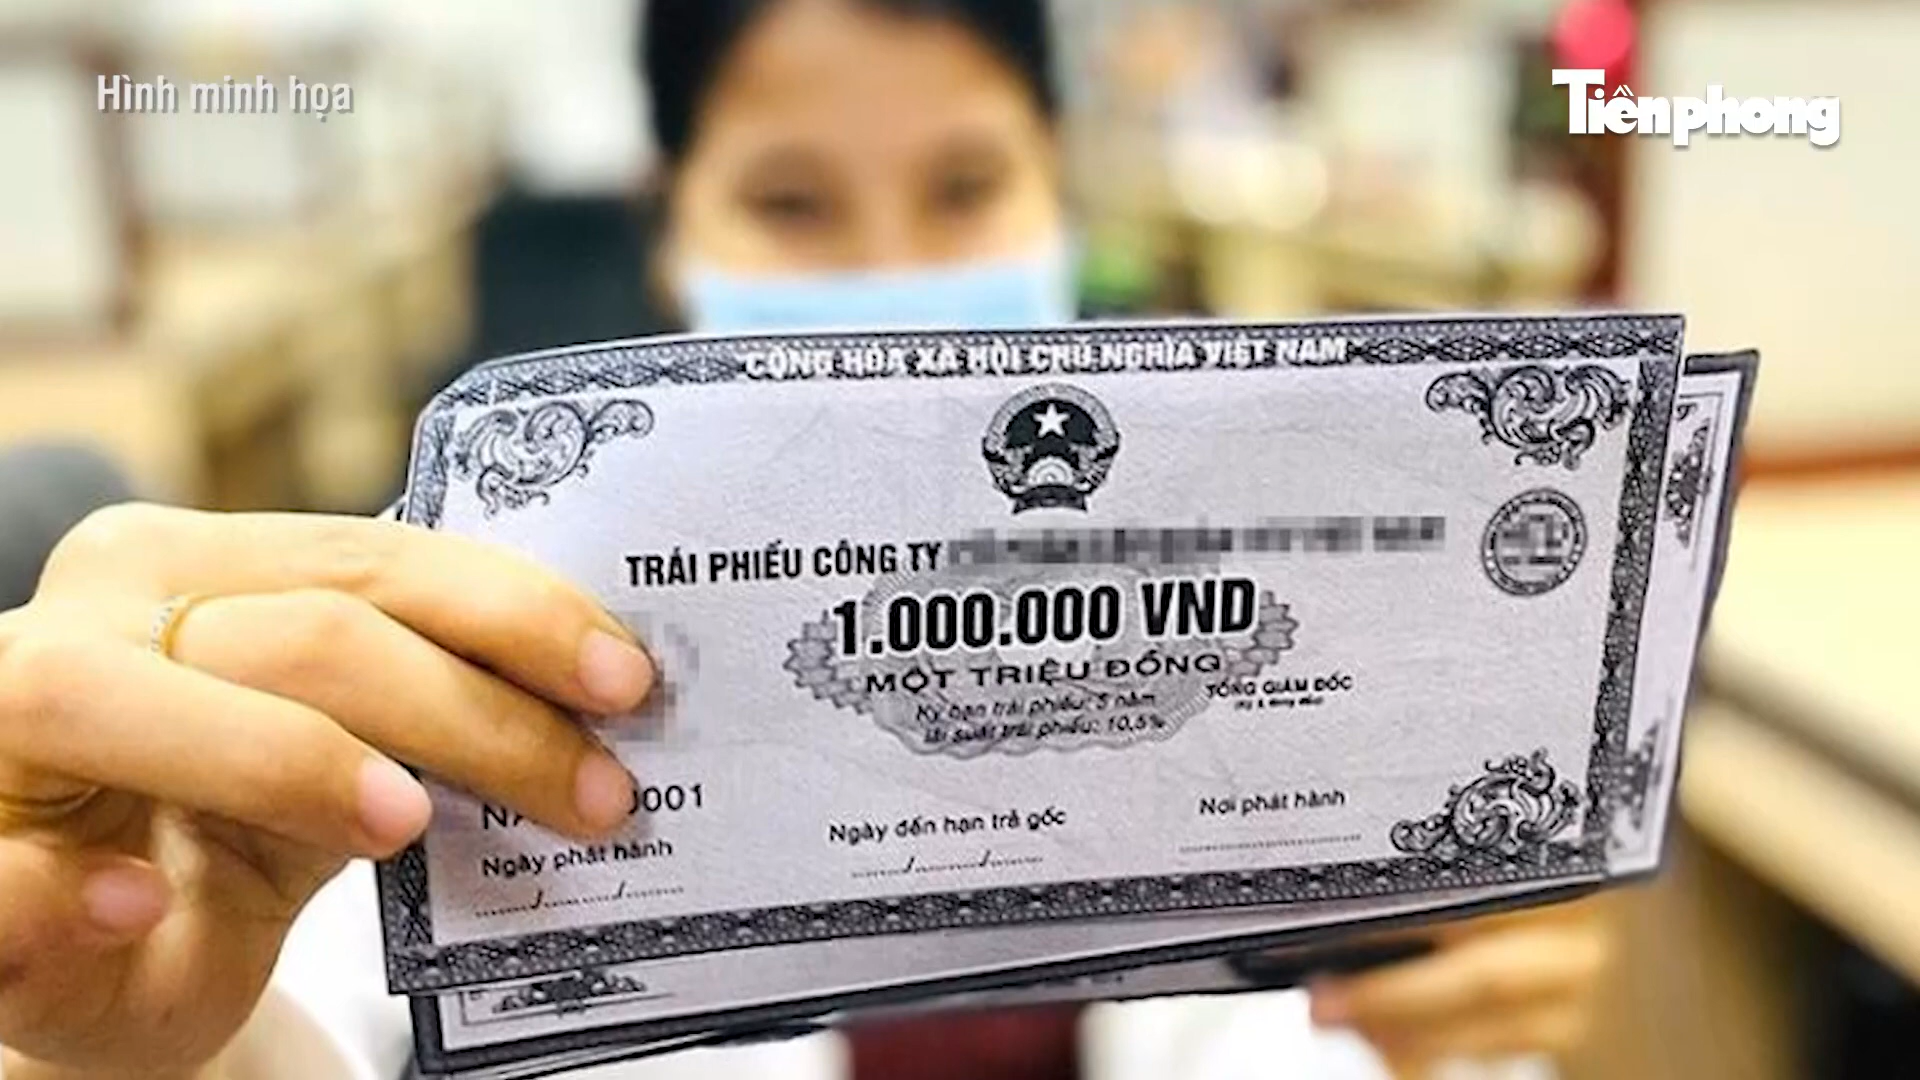 Hình minh họa
Tiền phong
CỘNG HÒA XÃ HỘI CHỦ NGHĨA VIỆT NAM
TRÁI PHIẾU CÔNG TY
1.000.000 VND
MỘT TRIỆU ĐỒNG
Kỳ hạn trái phiếu: 5 năm
lãi suất trái phiếu: 10,5%
TỔNG GIÁM ĐỐC
001
Ngày phát hành
Ngày đến hạn trả gốc
Nơi phát hành